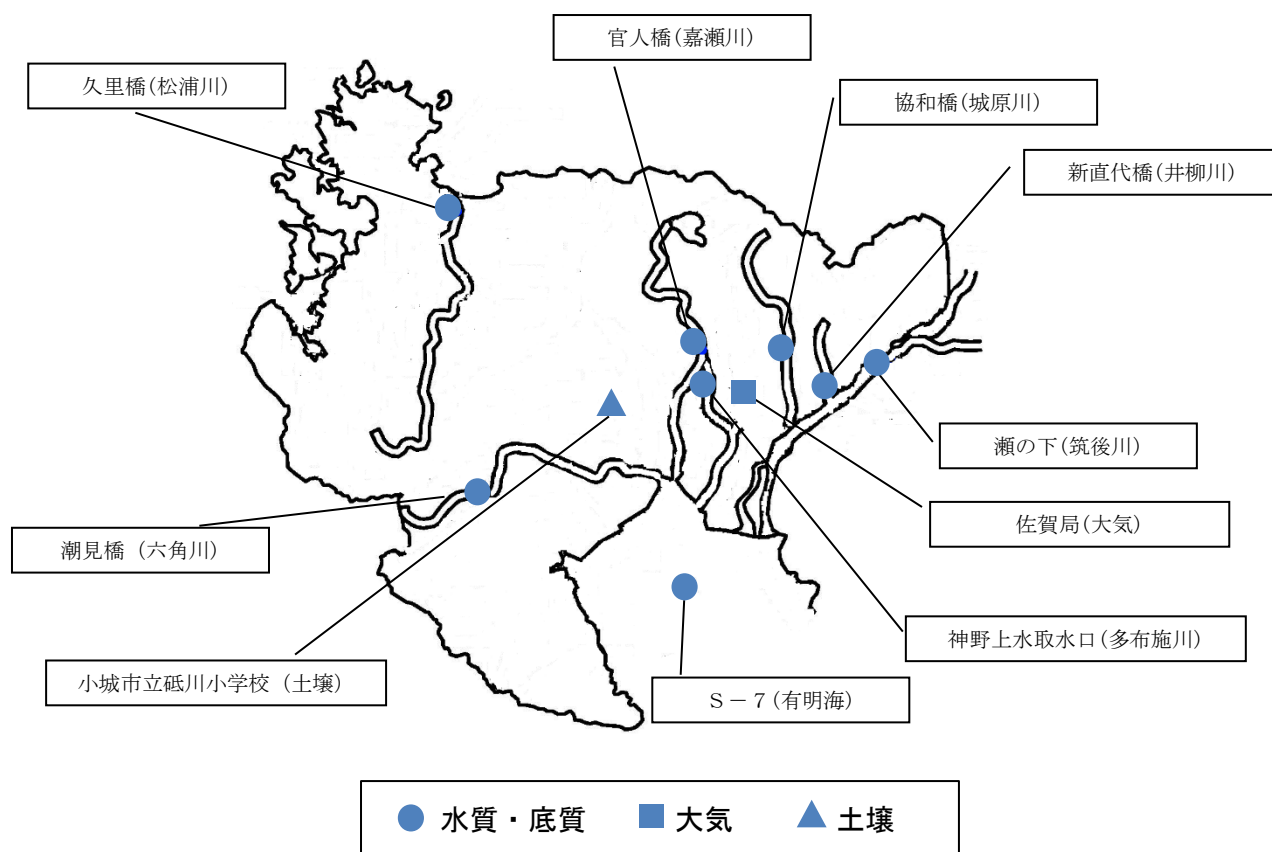 官人橋(嘉瀬川)
久里橋(松浦川)
協和橋(城原川)
新直代橋(井柳川)
瀬の下(筑後川)
佐賀局(大気)
潮見橋（六角川）
神野上水取水口(多布施川)
小城市立砥川小学校（土壌）
Ｓ－７(有明海)
水質・底質 大気 土壌